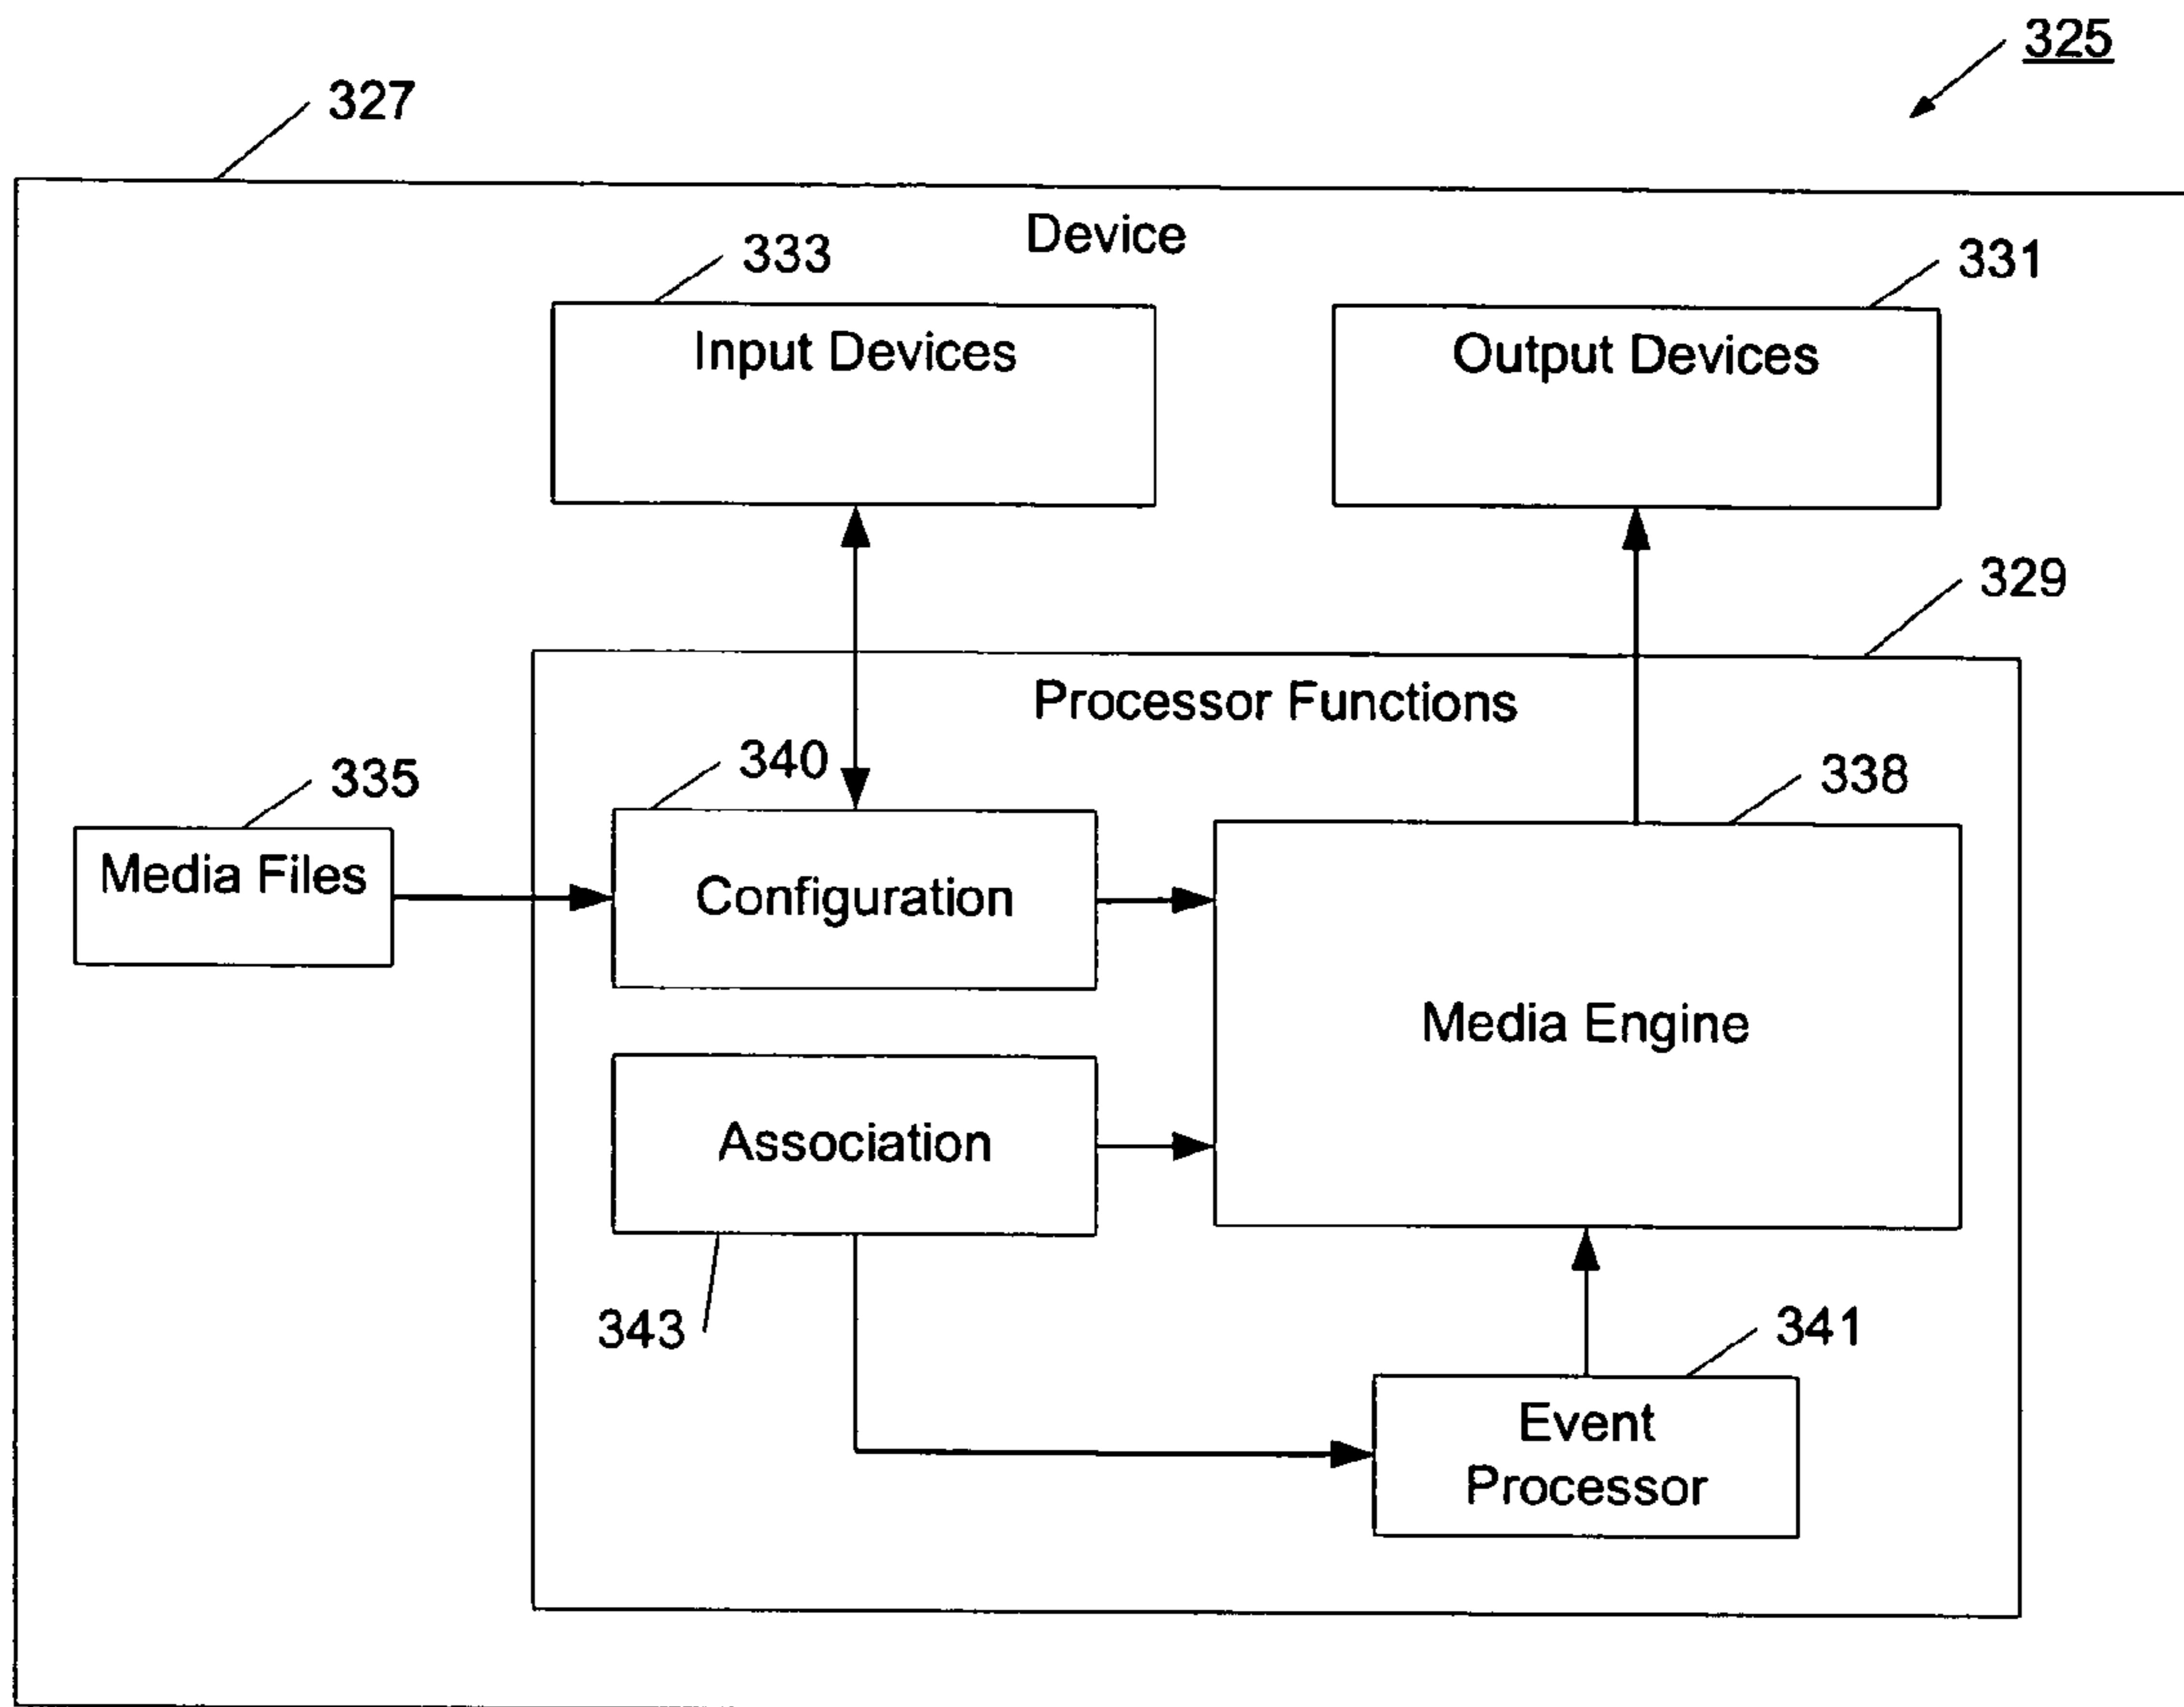 325
327
Device
333
331
Input Devices
Output Devices
329
Processor Functions
340
338
335
Media Files
Configuration
Media Engine
Association
343
341
Event
Processor